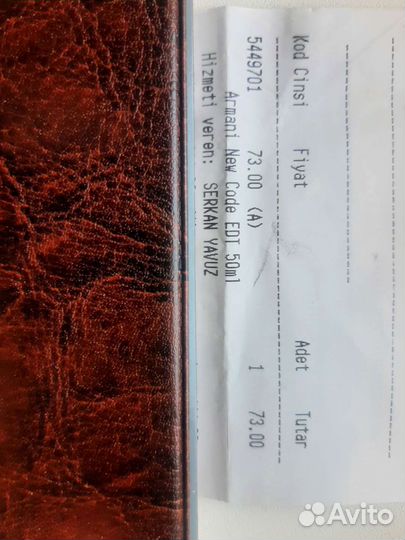 Kod Cinsi Fiyat Adet Tutar
5449701 73.00 (A) 1 73.00
Armani New Code EDT 50ml
Hizmeti veren: SERKAN YAVUZ
Avito